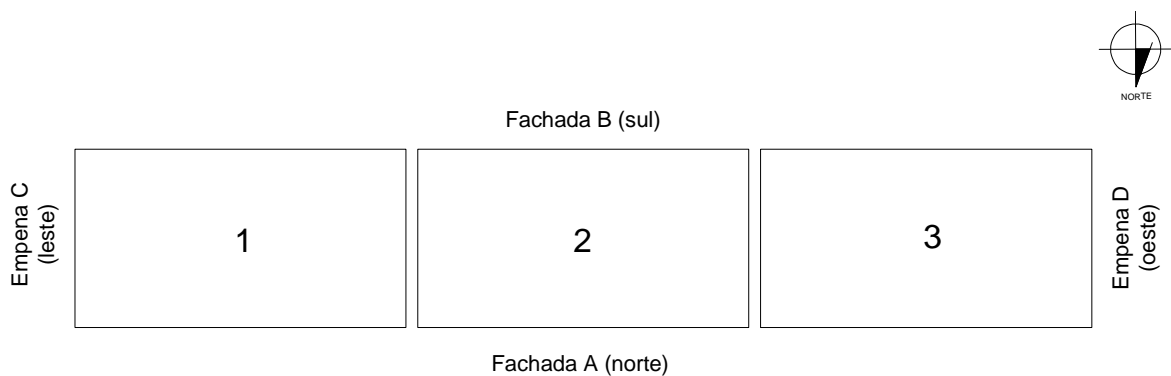 NORTE
Fachada B (sul)
Empena C
(leste)
1
2
3
Empena D
(oeste)
Fachada A (norte)